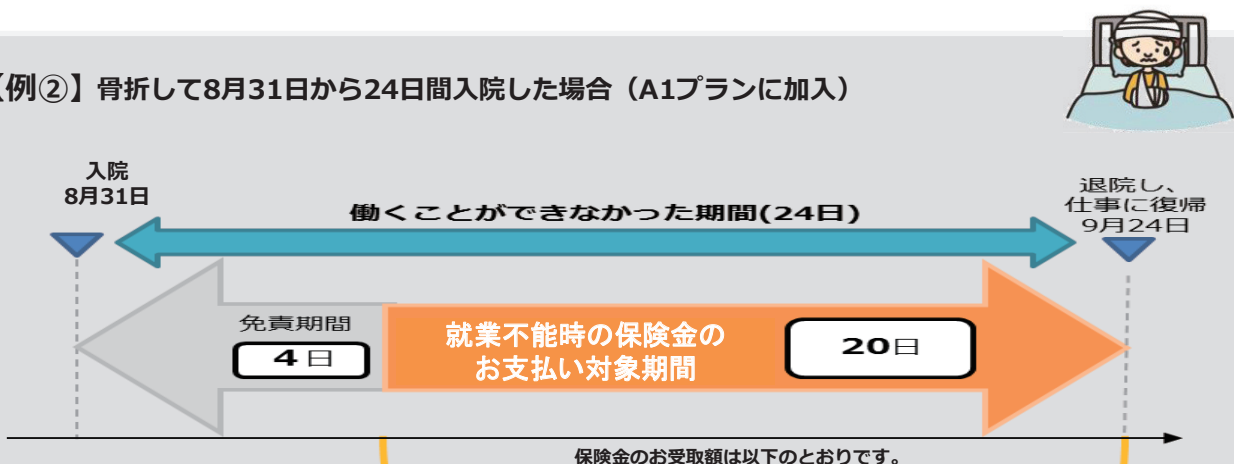 【例②】骨折して8月31日から24日間入院した場合（A1プランに加入）
入院
8月31日
働くことができなかった期間(24日)
退院し、
仕事に復帰
9月24日
免責期間
4日
就業不能時の保険金の
お支払い対象期間
20日
保険金のお受取額は以下のとおりです。